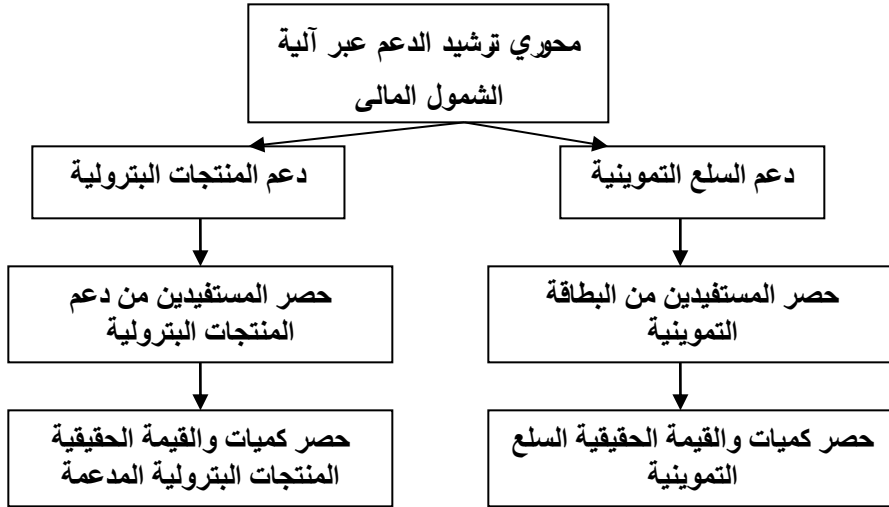 محوري ترشيد الدعم عبر آلية
الشمول المالى
دعم السلع التموينية
دعم المنتجات البترولية
حصر المستفيدين من البطاقة
التموينية
حصر المستفيدين من دعم
المنتجات البترولية
حصر كميات والقيمة الحقيقية السلع
التموينية
حصر كميات والقيمة الحقيقية
المنتجات البترولية المدعمة